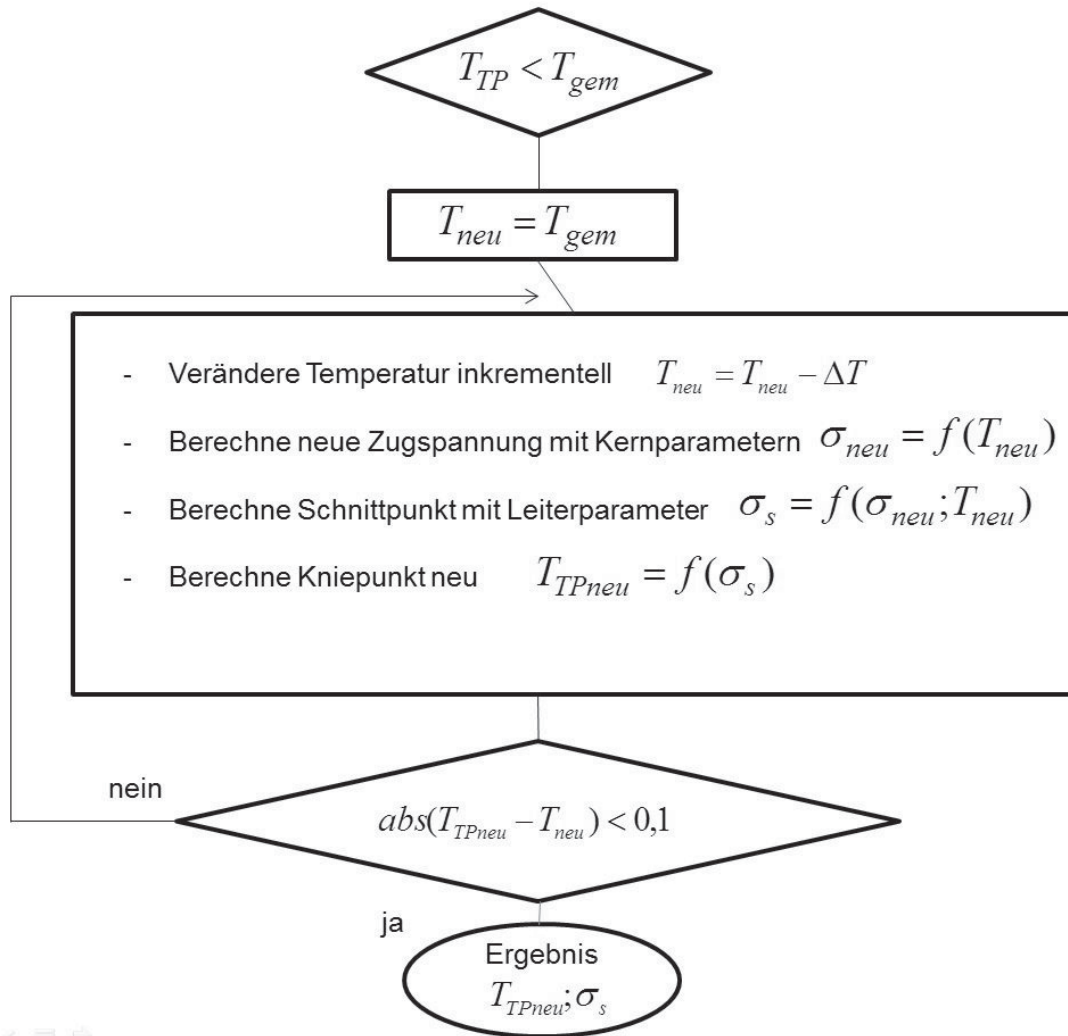 T_TP < T_gem
T_neu = T_gem
- Verändere Temperatur inkrementell T_neu = T_neu − ΔT
- Berechne neue Zugspannung mit Kernparametern σ_neu = f(T_neu)
- Berechne Schnittpunkt mit Leiterparameter σ_s = f(σ_neu;T_neu)
- Berechne Kniepunkt neu T_TPneu = f(σ_s)
nein
abs(T_TPneu − T_neu) < 0,1
ja
Ergebnis
T_TPneu;σ_s